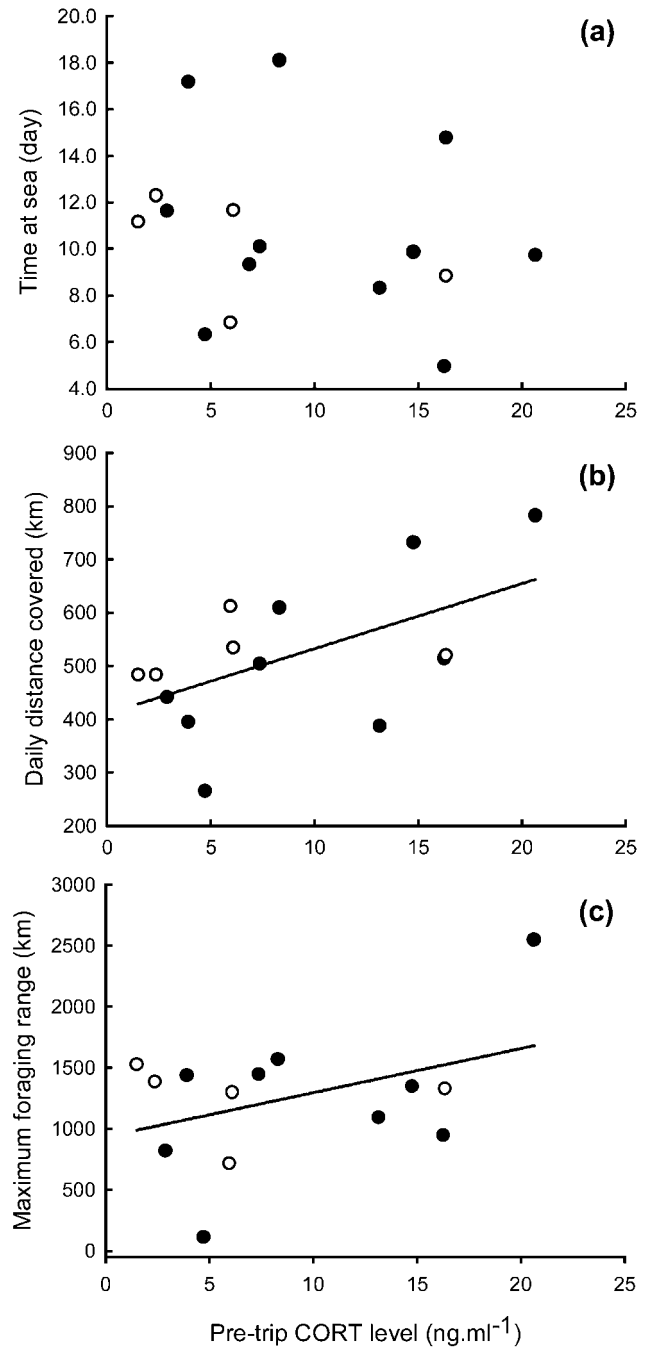 (a)
Time at sea (day)
20.0
18.0
16.0
14.0
12.0
10.0
8.0
6.0
4.0
0 5 10 15 20 25
(b)
Daily distance covered (km)
900
800
700
600
500
400
300
200
0 5 10 15 20 25
(c)
Maximum foraging range (km)
3000
2500
2000
1500
1000
500
0
0 5 10 15 20 25
Pre-trip CORT level (ng.ml⁻¹)